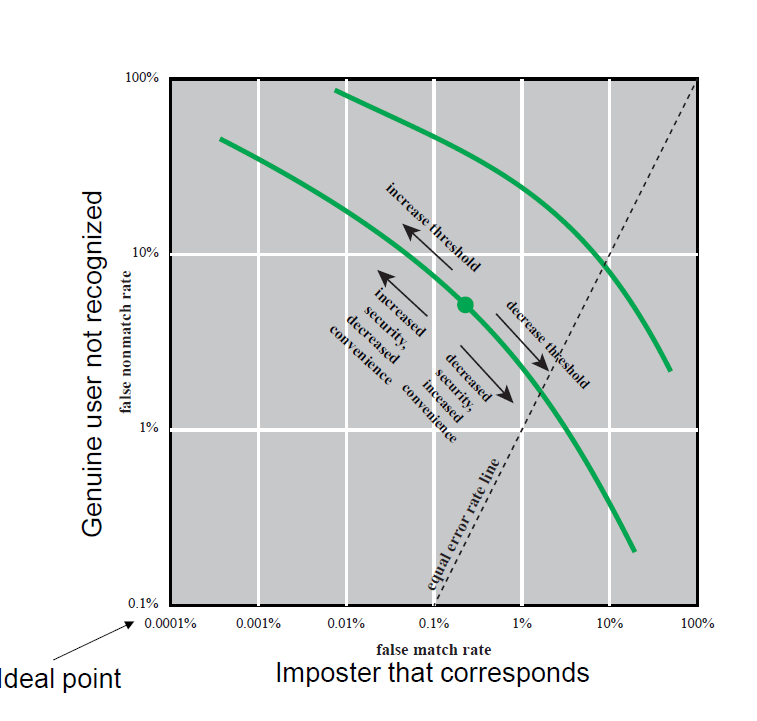 100%
10%
1%
0.1%
Genuine user not recognized
false nonmatch rate
increase threshold
increased
security,
decreased
convenience
decrease threshold
decreased
security,
inceased
convenience
equal error rate line
0.0001%
0.001%
0.01%
0.1%
1%
10%
100%
false match rate
Imposter that corresponds
Ideal point